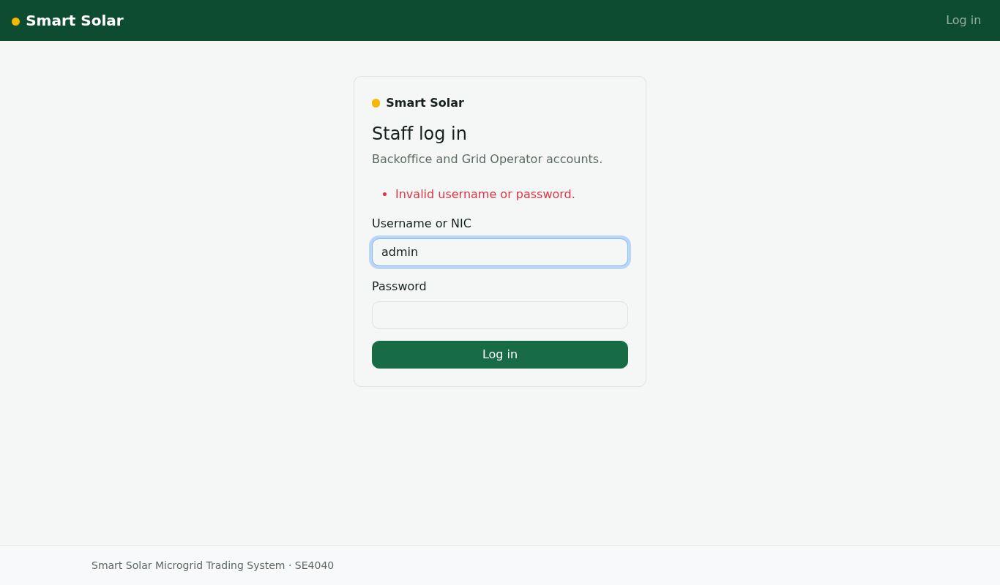 Smart Solar
Log in
Smart Solar
Staff log in
Backoffice and Grid Operator accounts.
• Invalid username or password.
Username or NIC
admin
Password
Log in
Smart Solar Microgrid Trading System · SE4040